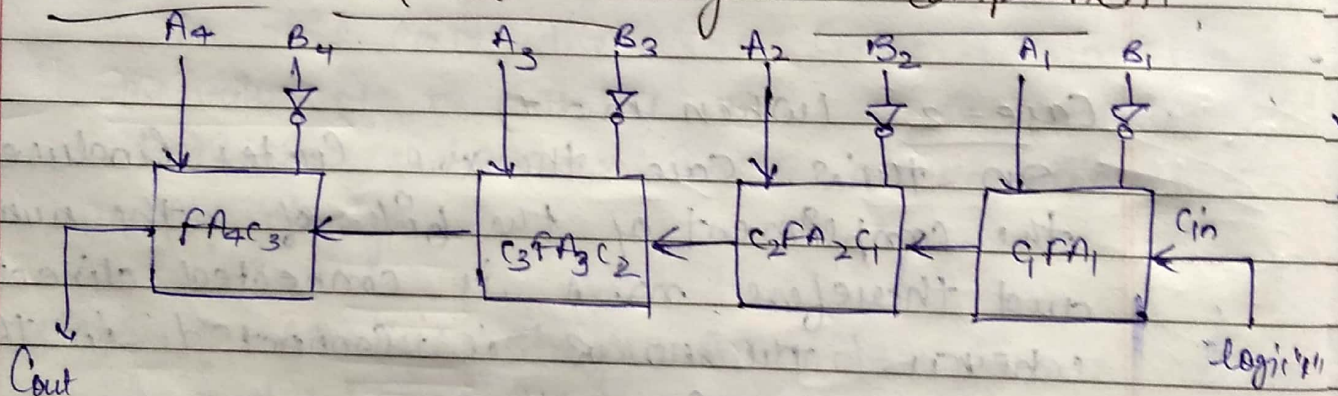 A4 B4 A3 B3 A2 B2 A1 B1
FA4 C3 C3 FA3 C2 C2 FA2 C1 C1 FA1 Cin
Cout logic "1"